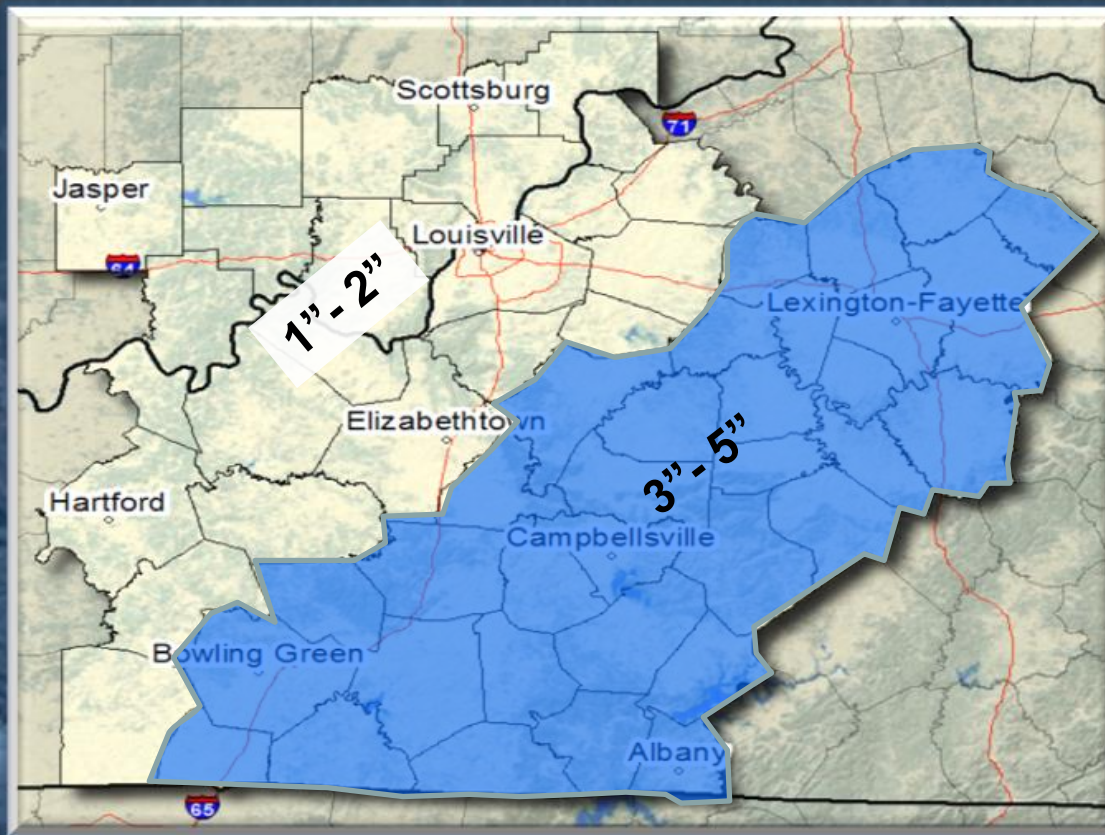 Scottsburg
71
Jasper
Louisville
64
1”- 2”
Lexington-Fayette
Elizabethtown
3”- 5”
Hartford
Campbellsville
Bowling Green
Albany
65